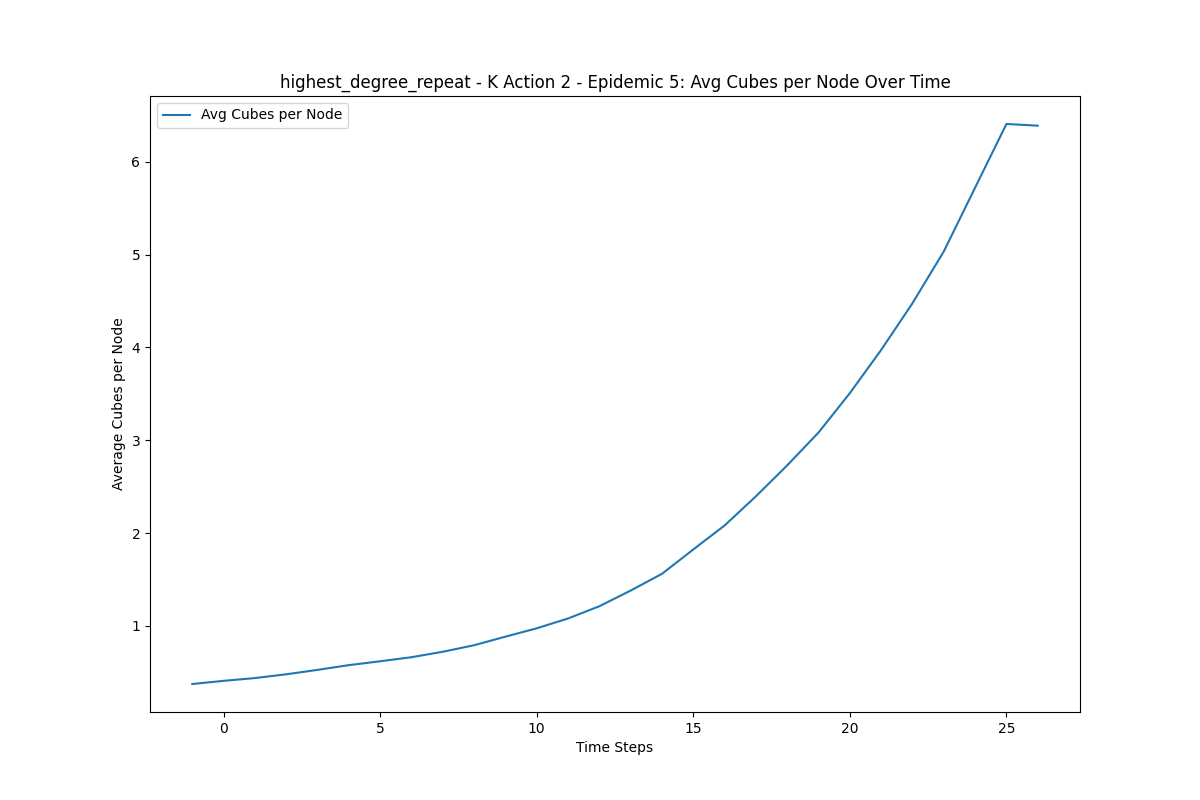 highest_degree_repeat - K Action 2 - Epidemic 5: Avg Cubes per Node Over Time
Avg Cubes per Node
6
5
4
3
2
1
Average Cubes per Node
0 5 10 15 20 25
Time Steps